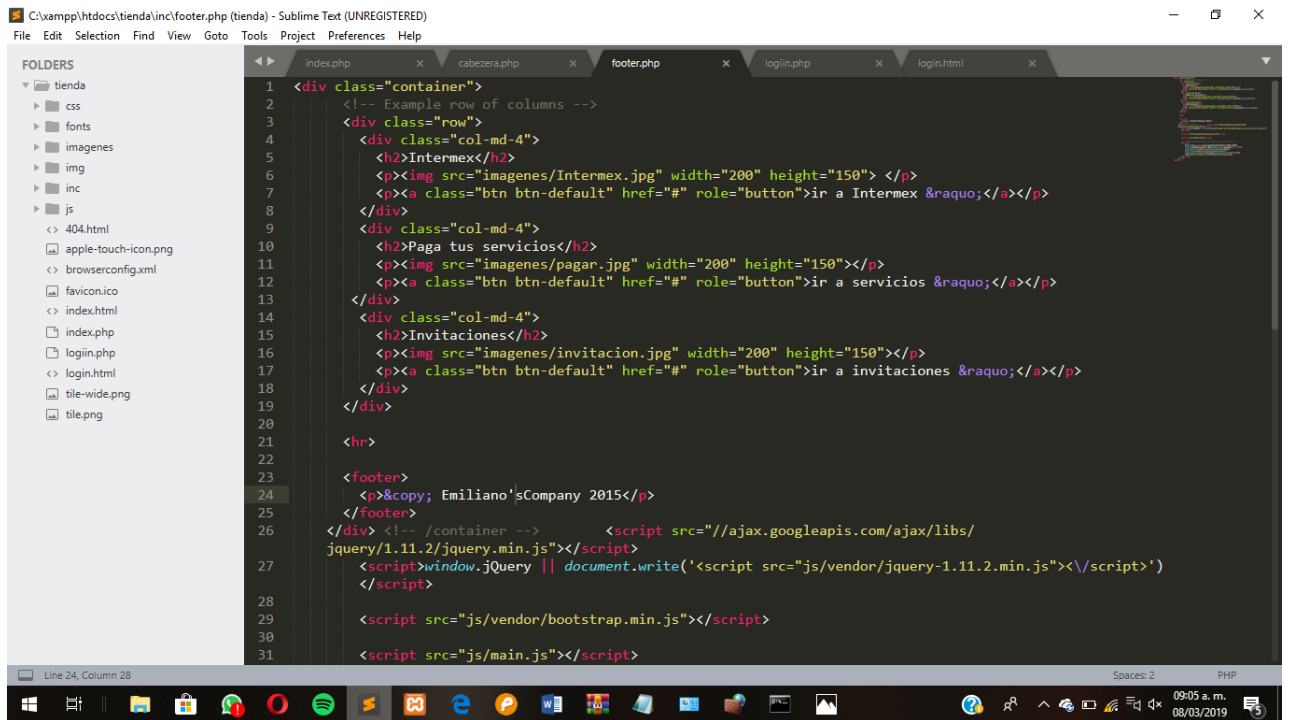 C:\xampp\htdocs\tienda\inc\footer.php (tienda) - Sublime Text (UNREGISTERED)
File Edit Selection Find View Goto Tools Project Preferences Help
FOLDERS
tienda
css
fonts
imagenes
img
inc
js
404.html
apple-touch-icon.png
browserconfig.xml
favicon.ico
index.html
index.php
logiin.php
login.html
tile-wide.png
tile.png
index.php cabezera.php footer.php logiin.php login.html
1 <div class="container">
2 <!-- Example row of columns -->
3 <div class="row">
4 <div class="col-md-4">
5 <h2>Intermex</h2>
6 <p><img src="imagenes/Intermex.jpg" width="200" height="150"> </p>
7 <p><a class="btn btn-default" href="#" role="button">ir a Intermex &raquo;</a></p>
8 </div>
9 <div class="col-md-4">
10 <h2>Paga tus servicios</h2>
11 <p><img src="imagenes/pagar.jpg" width="200" height="150"></p>
12 <p><a class="btn btn-default" href="#" role="button">ir a servicios &raquo;</a></p>
13 </div>
14 <div class="col-md-4">
15 <h2>Invitaciones</h2>
16 <p><img src="imagenes/invitacion.jpg" width="200" height="150"></p>
17 <p><a class="btn btn-default" href="#" role="button">ir a invitaciones &raquo;</a></p>
18 </div>
19 </div>
20
21 <hr>
22
23 <footer>
24 <p>&copy; Emiliano'sCompany 2015</p>
25 </footer>
26 </div> <!-- /container --> <script src="//ajax.googleapis.com/ajax/libs/
jquery/1.11.2/jquery.min.js"></script>
27 <script>window.jQuery || document.write('<script src="js/vendor/jquery-1.11.2.min.js"><\/script>')
</script>
28
29 <script src="js/vendor/bootstrap.min.js"></script>
30
31 <script src="js/main.js"></script>
Line 24, Column 28 Spaces: 2 PHP
09:05 a. m.
08/03/2019
5